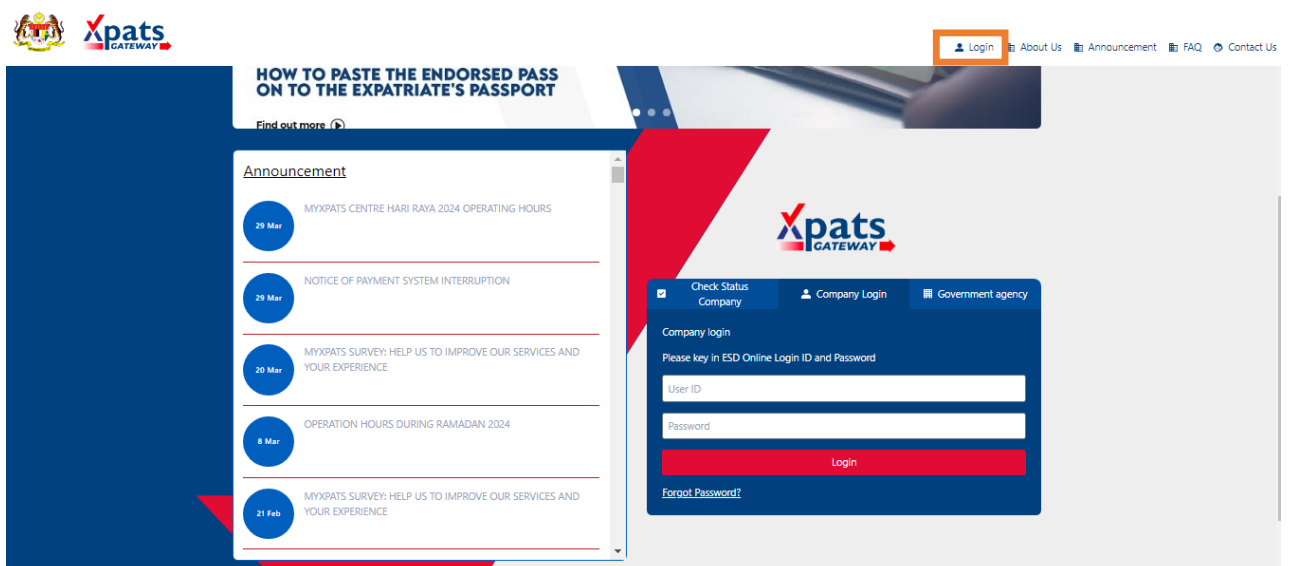 Xpats
GATEWAY
Login About Us Announcement FAQ Contact Us
HOW TO PASTE THE ENDORSED PASS
ON TO THE EXPATRIATE'S PASSPORT
Find out more
Announcement
29 Mar
MYXPATS CENTRE HARI RAYA 2024 OPERATING HOURS
29 Mar
NOTICE OF PAYMENT SYSTEM INTERRUPTION
20 Mar
MYXPATS SURVEY: HELP US TO IMPROVE OUR SERVICES AND
YOUR EXPERIENCE
8 Mar
OPERATION HOURS DURING RAMADAN 2024
21 Feb
MYXPATS SURVEY: HELP US TO IMPROVE OUR SERVICES AND
YOUR EXPERIENCE
Xpats
GATEWAY
Check Status
Company
Company Login
Government agency
Company login
Please key in ESD Online Login ID and Password
User ID
Password
Login
Forgot Password?